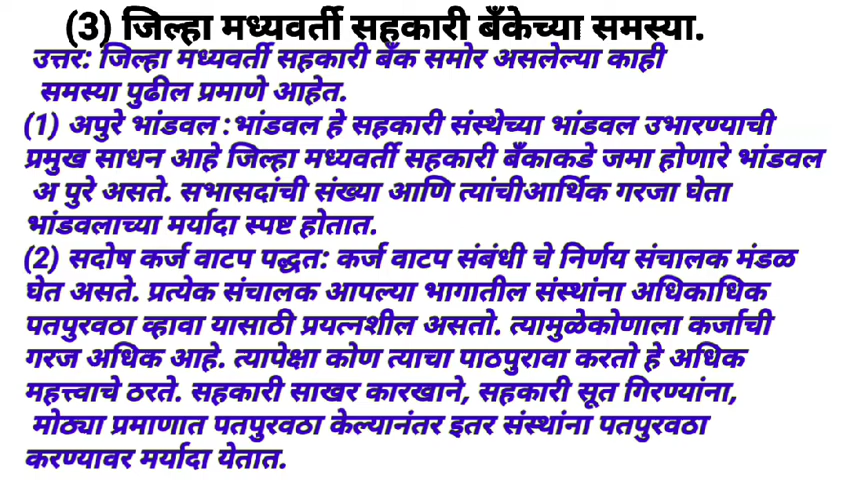 (3) जिल्हा मध्यवर्ती सहकारी बँकेच्या समस्या.
उत्तर: जिल्हा मध्यवर्ती सहकारी बँक समोर असलेल्या काही
समस्या पुढील प्रमाणे आहेत.
(1) अपुरे भांडवल :भांडवल हे सहकारी संस्थेच्या भांडवल उभारण्याची
प्रमुख साधन आहे जिल्हा मध्यवर्ती सहकारी बँकाकडे जमा होणारे भांडवल
अ पुरे असते. सभासदांची संख्या आणि त्यांचीआर्थिक गरजा घेता
भांडवलाच्या मर्यादा स्पष्ट होतात.
(2) सदोष कर्ज वाटप पद्धत: कर्ज वाटप संबंधी चे निर्णय संचालक मंडळ
घेत असते. प्रत्येक संचालक आपल्या भागातील संस्थांना अधिकाधिक
पतपुरवठा व्हावा यासाठी प्रयत्नशील असतो. त्यामुळेकोणाला कर्जाची
गरज अधिक आहे. त्यापेक्षा कोण त्याचा पाठपुरावा करतो हे अधिक
महत्त्वाचे ठरते. सहकारी साखर कारखाने, सहकारी सूत गिरण्यांना,
मोठ्या प्रमाणात पतपुरवठा केल्यानंतर इतर संस्थांना पतपुरवठा
करण्यावर मर्यादा येतात.